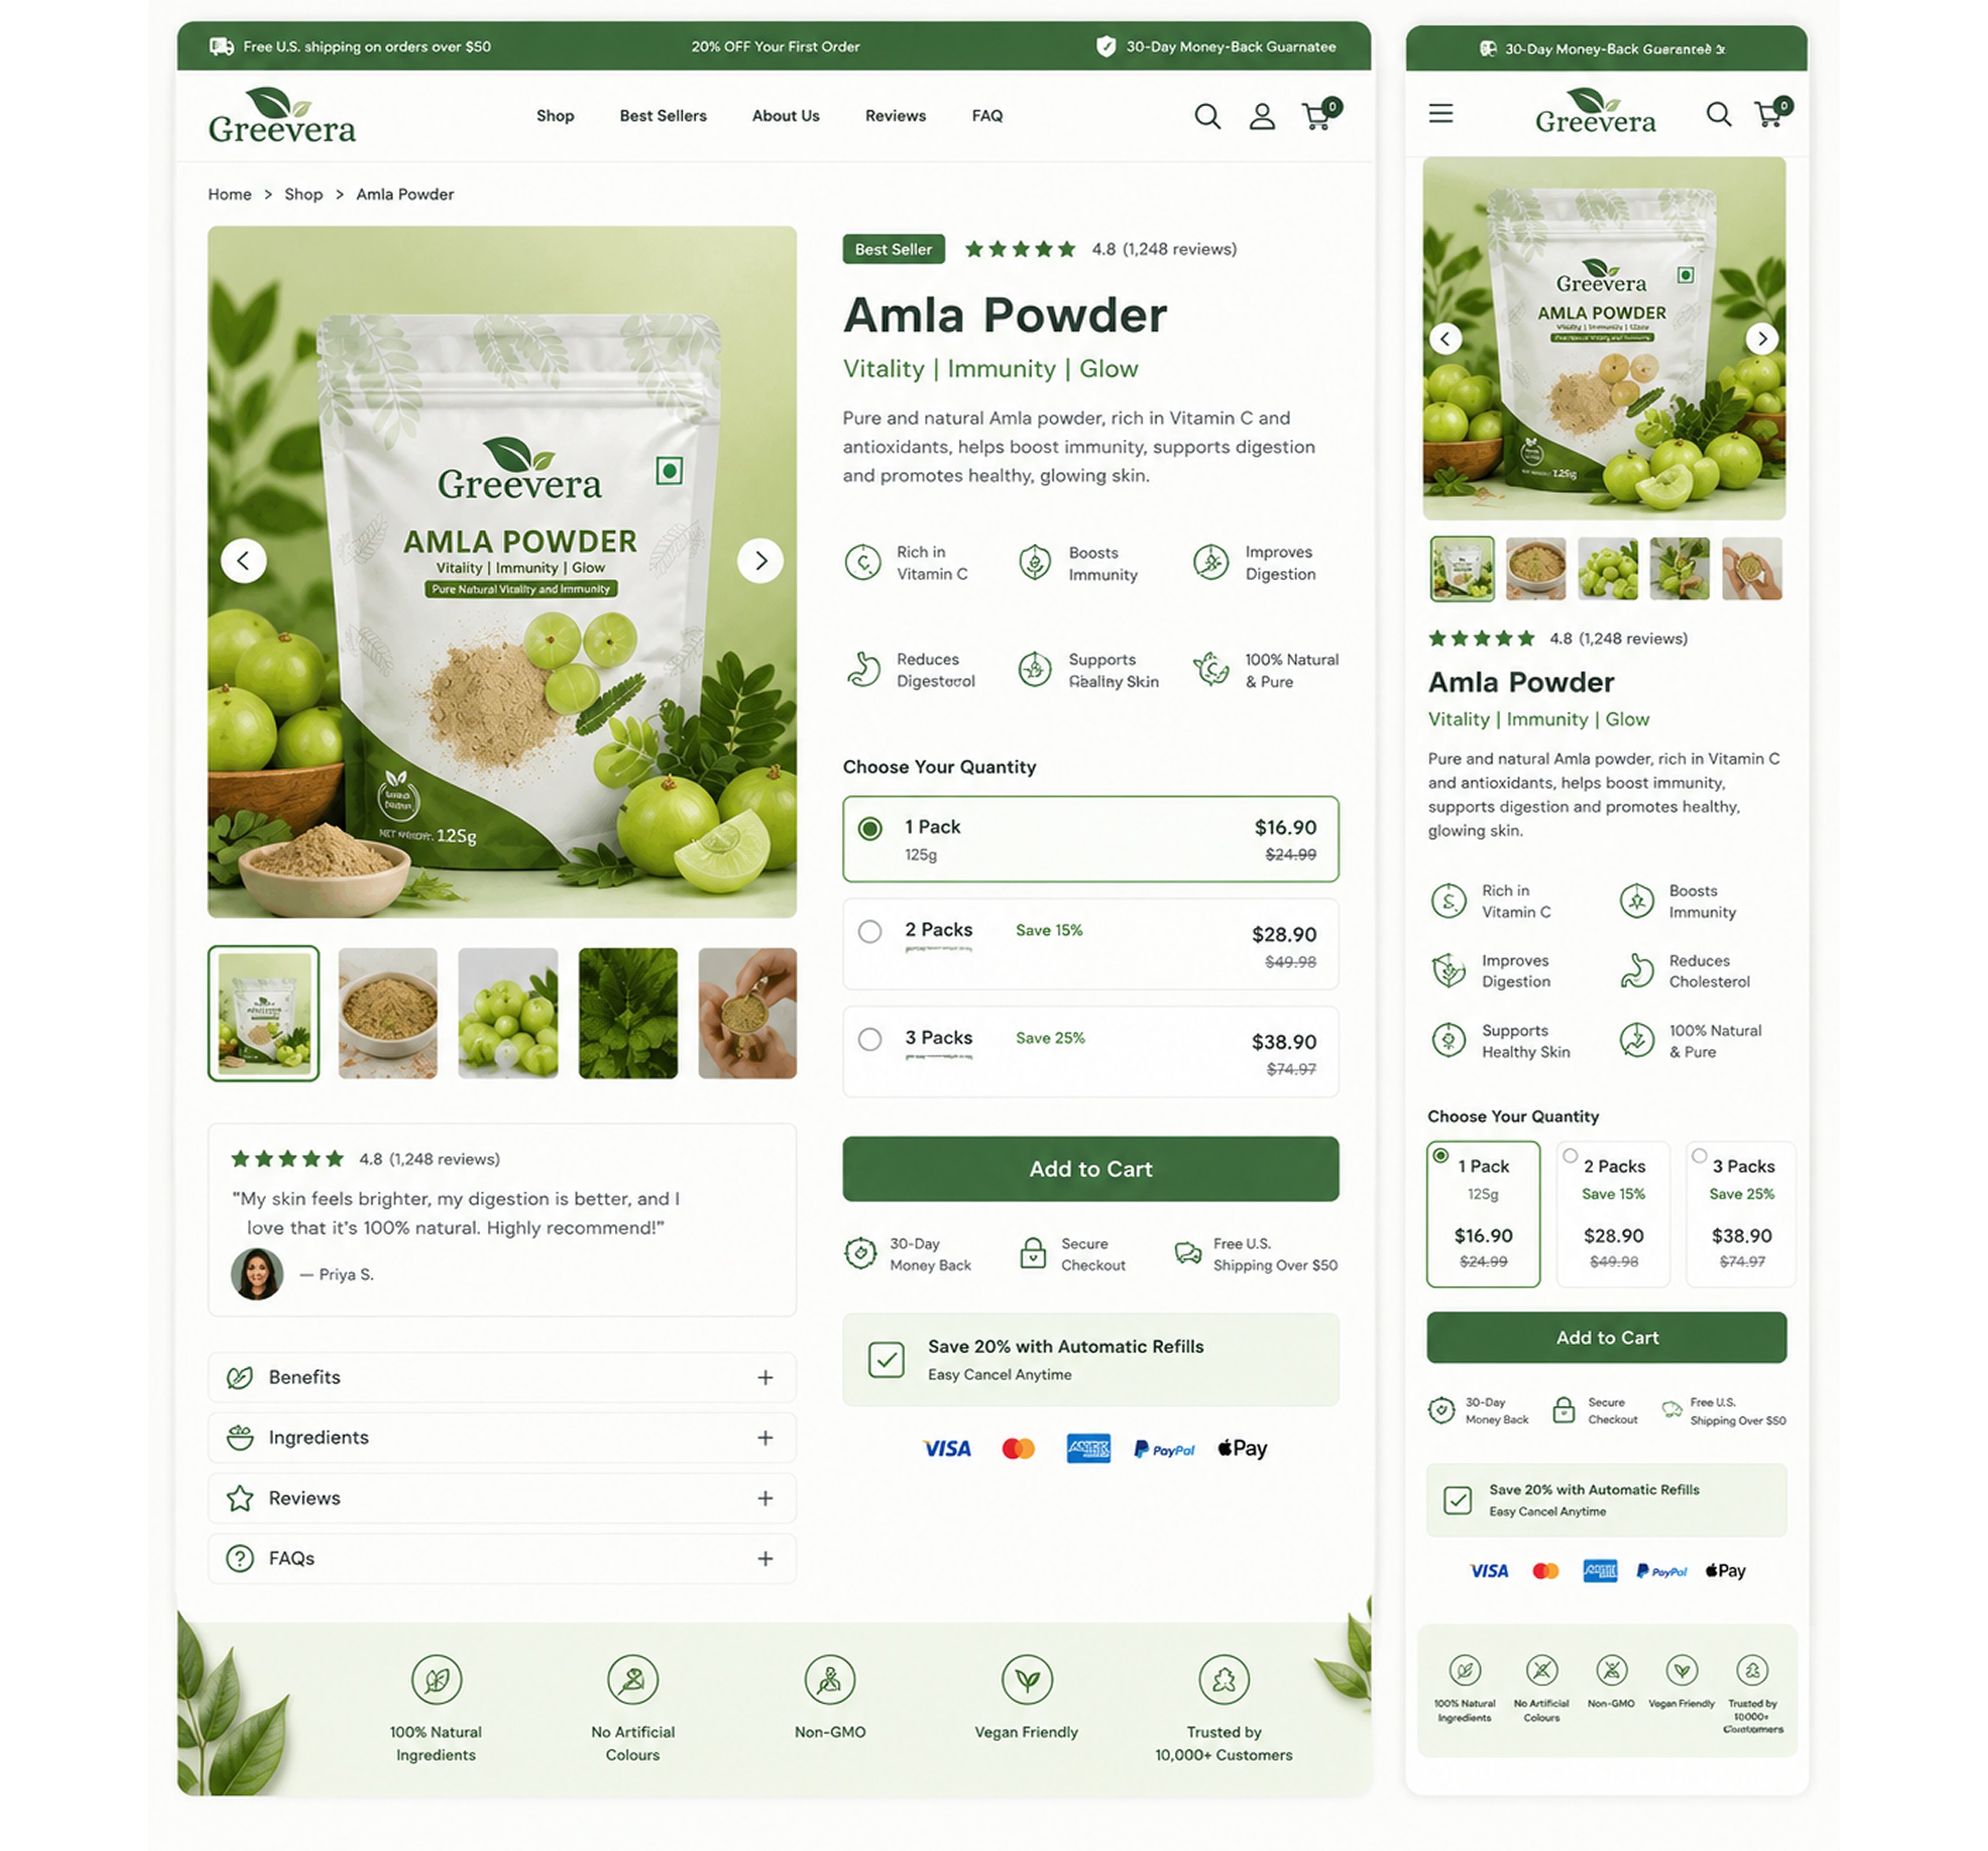 Free U.S. shipping on orders over $50
20% OFF Your First Order
30-Day Money-Back Guarnatee
Greevera
Shop
Best Sellers
About Us
Reviews
FAQ
0
Home > Shop > Amla Powder
Greevera
AMLA POWDER
Vitality | Immunity | Glow
Pure Natural Vitality and Immunity
125g
4.8 (1,248 reviews)
"My skin feels brighter, my digestion is better, and I
love that it's 100% natural. Highly recommend!"
— Priya S.
Benefits
Ingredients
Reviews
FAQs
Best Seller
4.8 (1,248 reviews)
Amla Powder
Vitality | Immunity | Glow
Pure and natural Amla powder, rich in Vitamin C and
antioxidants, helps boost immunity, supports digestion
and promotes healthy, glowing skin.
Rich in
Vitamin C
Boosts
Immunity
Improves
Digestion
Reduces
Supports
Skin
100% Natural
& Pure
Choose Your Quantity
1 Pack
$16.90
125g
$24.99
2 Packs
Save 15%
$28.90
$49.98
3 Packs
Save 25%
$38.90
$74.97
Add to Cart
30-Day
Money Back
Secure
Checkout
Free U.S.
Shipping Over $50
Save 20% with Automatic Refills
Easy Cancel Anytime
VISA
PayPal
Pay
100% Natural
Ingredients
No Artificial
Colours
Non-GMO
Vegan Friendly
Trusted by
10,000+ Customers
30-Day Money-Back
Greevera
0
Greevera
AMLA POWDER
125g
4.8 (1,248 reviews)
Amla Powder
Vitality | Immunity | Glow
Pure and natural Amla powder, rich in Vitamin C
and antioxidants, helps boost immunity,
supports digestion and promotes healthy,
glowing skin.
Rich in
Vitamin C
Boosts
Immunity
Improves
Digestion
Reduces
Cholesterol
Supports
Healthy Skin
100% Natural
& Pure
Choose Your Quantity
1 Pack
125g
$16.90
$24.99
2 Packs
Save 15%
$28.90
$49.98
3 Packs
Save 25%
$38.90
$74.97
Add to Cart
30-Day
Money Back
Secure
Checkout
Free U.S.
Shipping Over $50
Save 20% with Automatic Refills
Easy Cancel Anytime
VISA
PayPal
Pay
100% Natural
Ingredients
No Artificial
Colours
Non-GMO
Vegan Friendly
Trusted by